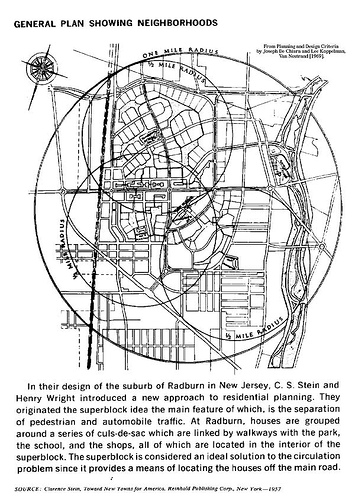 GENERAL PLAN SHOWING NEIGHBORHOODS
From Planning and Design Criteria
by Joseph De Chiara and Lee Koppelman,
Van Nostrand [1969].
ONE MILE RADIUS
½ MILE RADIUS
½ MILE RADIUS
½ MILE RADIUS
In their design of the suburb of Radburn in New Jersey, C. S. Stein and
Henry Wright introduced a new approach to residential planning. They
originated the superblock idea the main feature of which, is the separation
of pedestrian and automobile traffic. At Radburn, houses are grouped
around a series of culs-de-sac which are linked by walkways with the park,
the school, and the shops, all of which are located in the interior of the
superblock. The superblock is considered an ideal solution to the circulation
problem since it provides a means of locating the houses off the main road.
SOURCE: Clarence Stein, Toward New Towns for America, Reinhold Publishing Corp., New York—1957